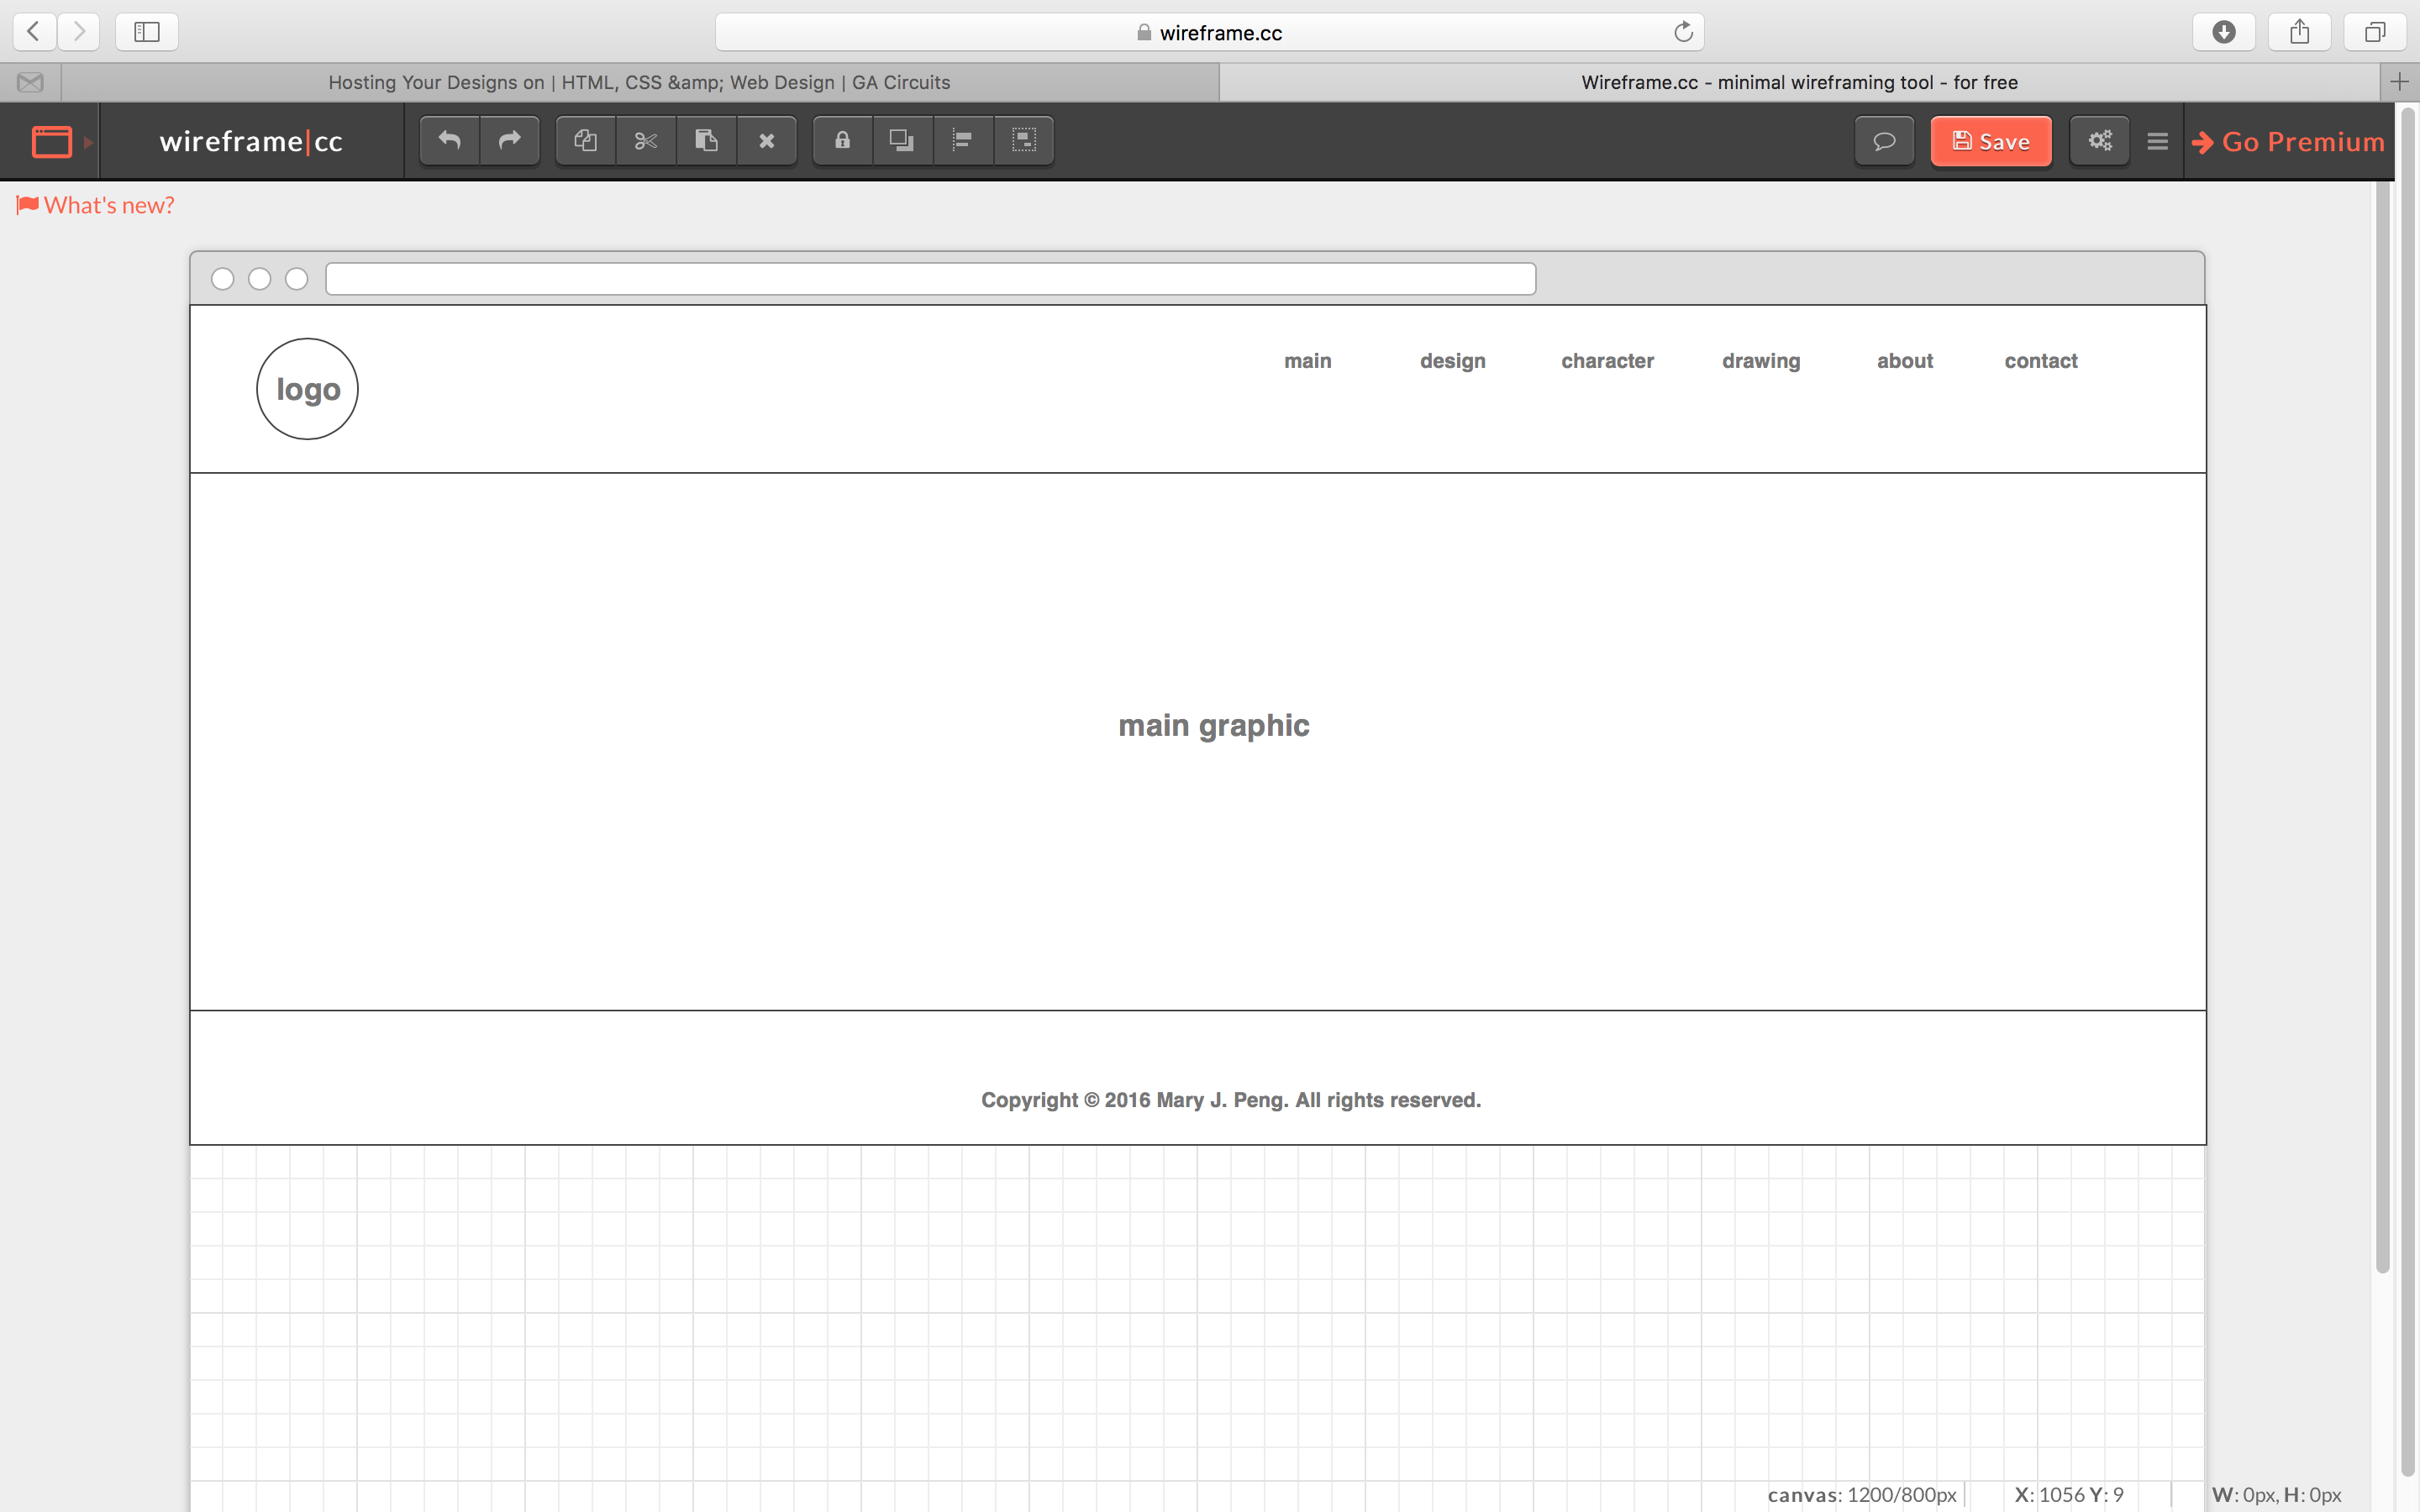 wireframe.cc
Hosting Your Designs on | HTML, CSS &amp; Web Design | GA Circuits
Wireframe.cc - minimal wireframing tool - for free
wireframe|cc
Save
Go Premium
What's new?
logo
main design character drawing about contact
main graphic
Copyright © 2016 Mary J. Peng. All rights reserved.
canvas: 1200/800px X: 1056 Y: 9 W: 0px, H: 0px